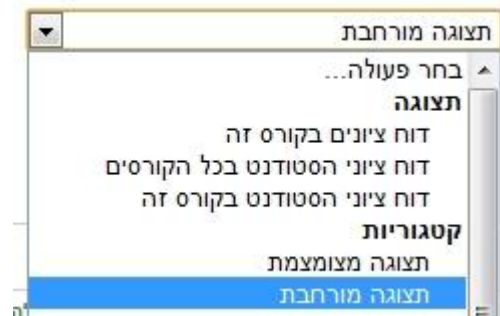 תצוגה מורחבת
בחר פעולה...
תצוגה
דוח ציונים בקורס זה
דוח ציוני הסטודנט בכל הקורסים
דוח ציוני הסטודנט בקורס זה
קטגוריות
תצוגה מצומצמת
תצוגה מורחבת